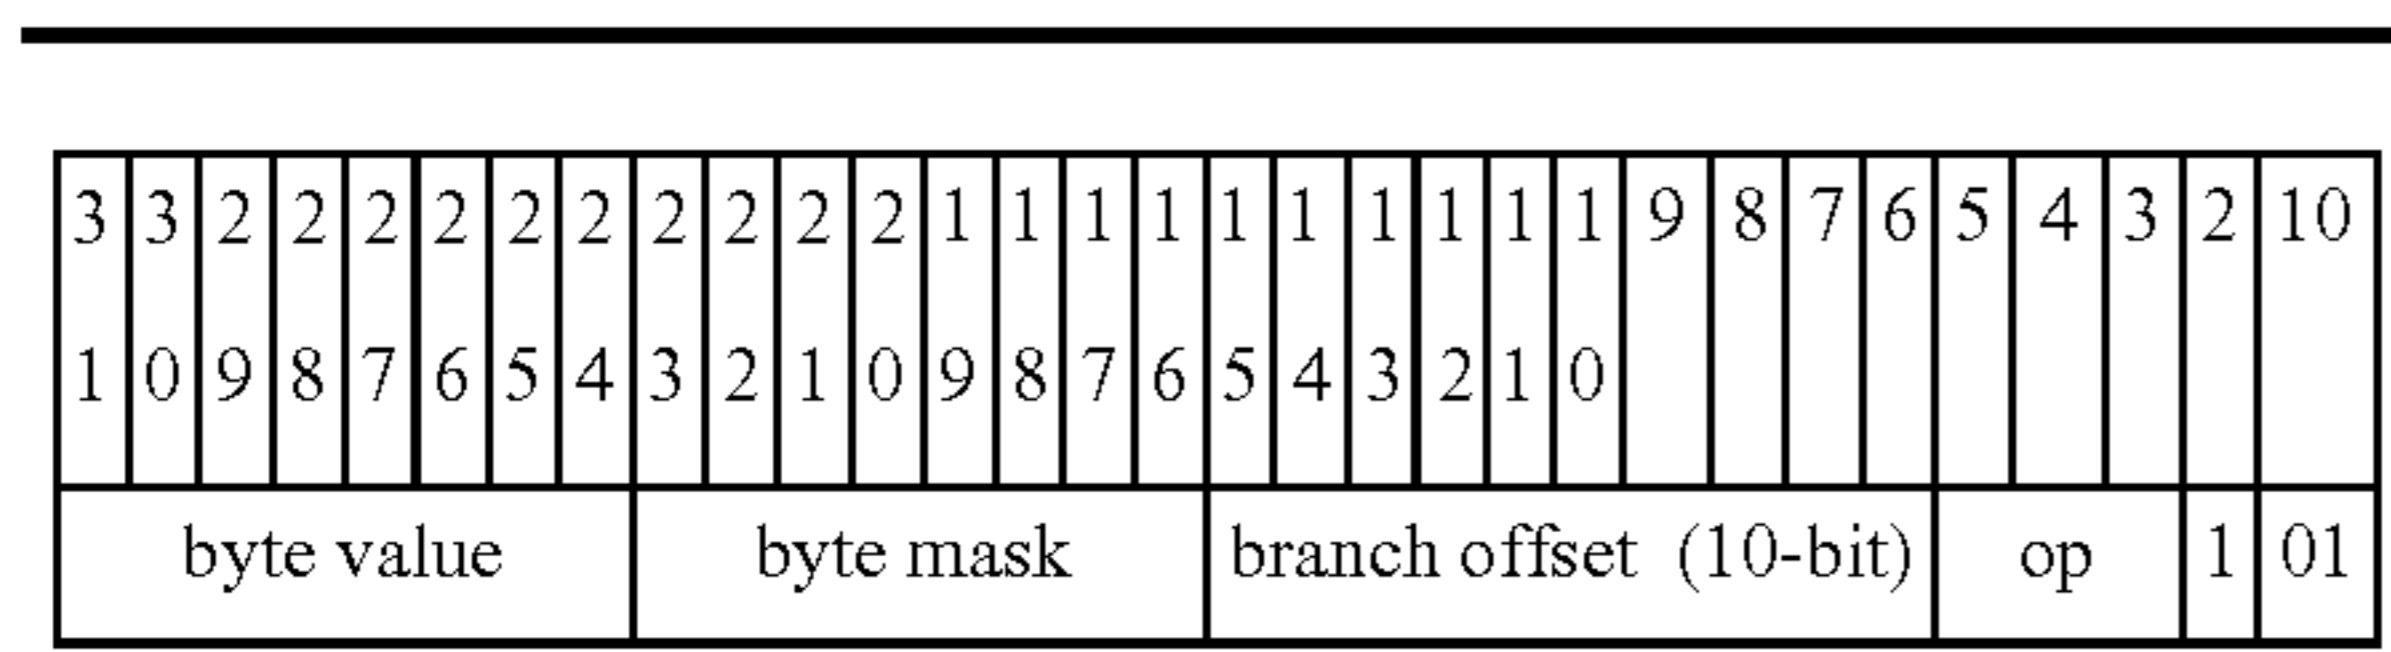 3 3 2 2 2 2 2 2 2 2 2 2 1 1 1 1 1 1 1 1 1 1 9 8 7 6 5 4 3 2 10
1 0 9 8 7 6 5 4 3 2 1 0 9 8 7 6 5 4 3 2 1 0
byte value byte mask branch offset (10-bit) op 1 01